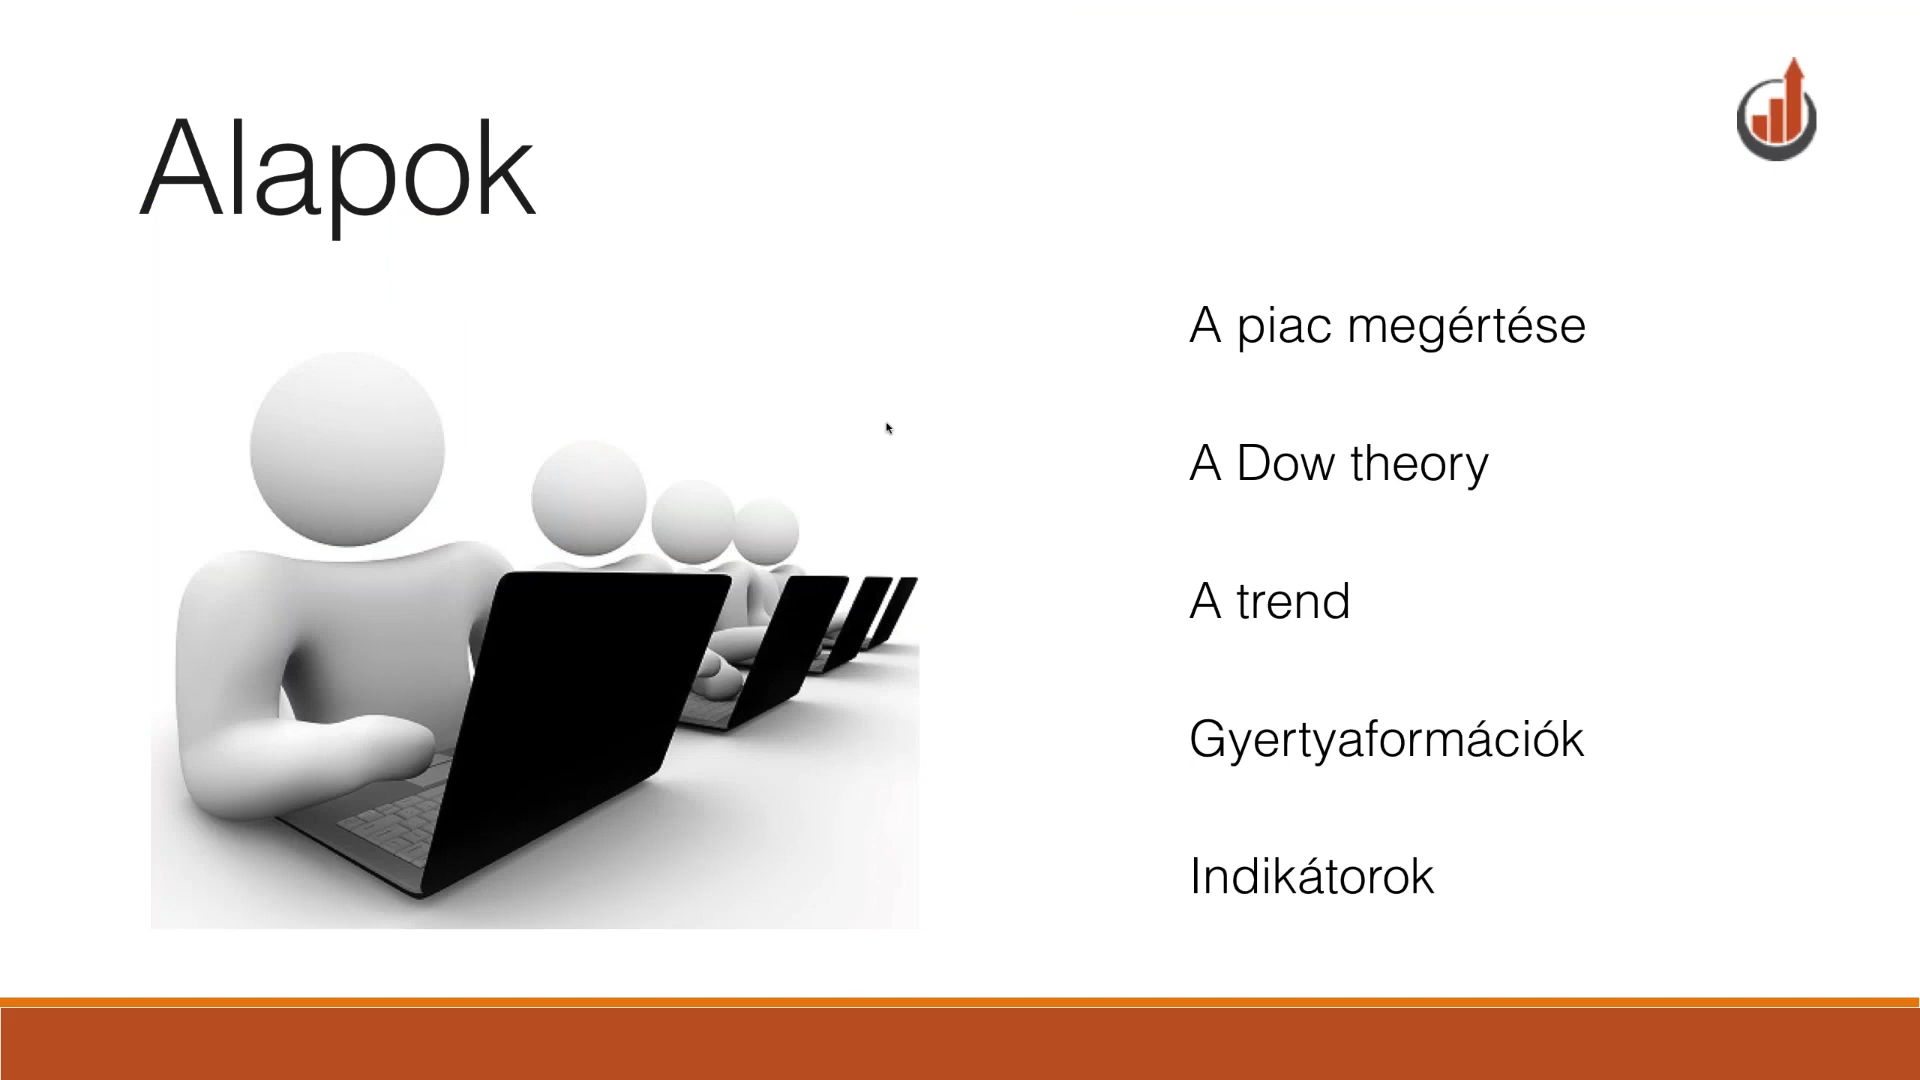 Alapok
A piac megértése
A Dow theory
A trend
Gyertyaformációk
Indikátorok